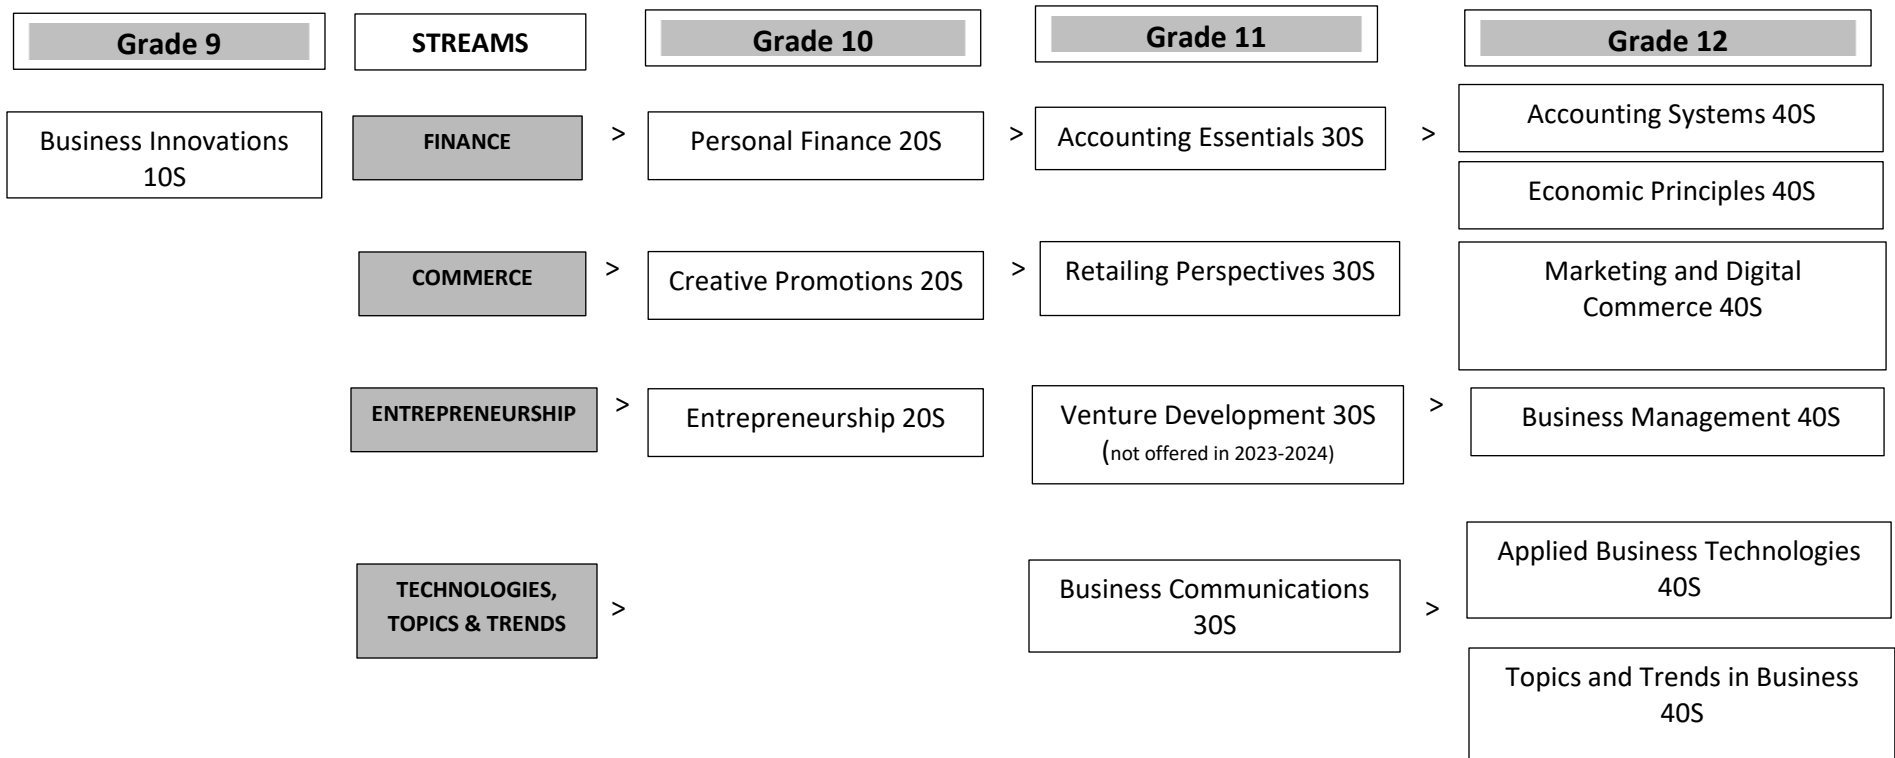 Grade 9
STREAMS
Grade 10
Grade 11
Grade 12
Business Innovations
10S
FINANCE
>
Personal Finance 20S
>
Accounting Essentials 30S
>
Accounting Systems 40S
Economic Principles 40S
COMMERCE
>
Creative Promotions 20S
>
Retailing Perspectives 30S
Marketing and Digital
Commerce 40S
ENTREPRENEURSHIP
>
Entrepreneurship 20S
Venture Development 30S
(not offered in 2023-2024)
>
Business Management 40S
TECHNOLOGIES,
TOPICS & TRENDS
>
Business Communications
30S
>
Applied Business Technologies
40S
Topics and Trends in Business
40S